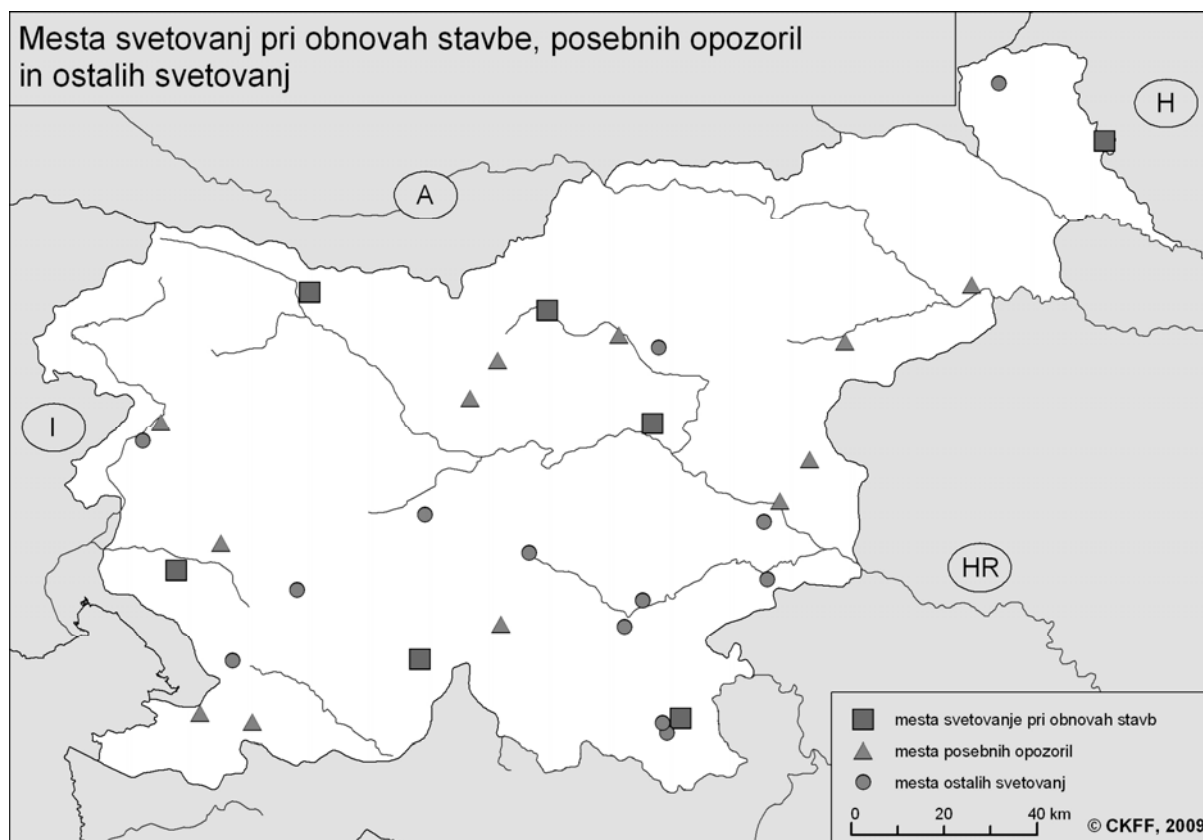 Mesta svetovanj pri obnovah stavbe, posebnih opozoril
in ostalih svetovanj
H
A
I
HR
mesta svetovanje pri obnovah stavb
mesta posebnih opozoril
mesta ostalih svetovanj
0 20 40 km
© CKFF, 2009